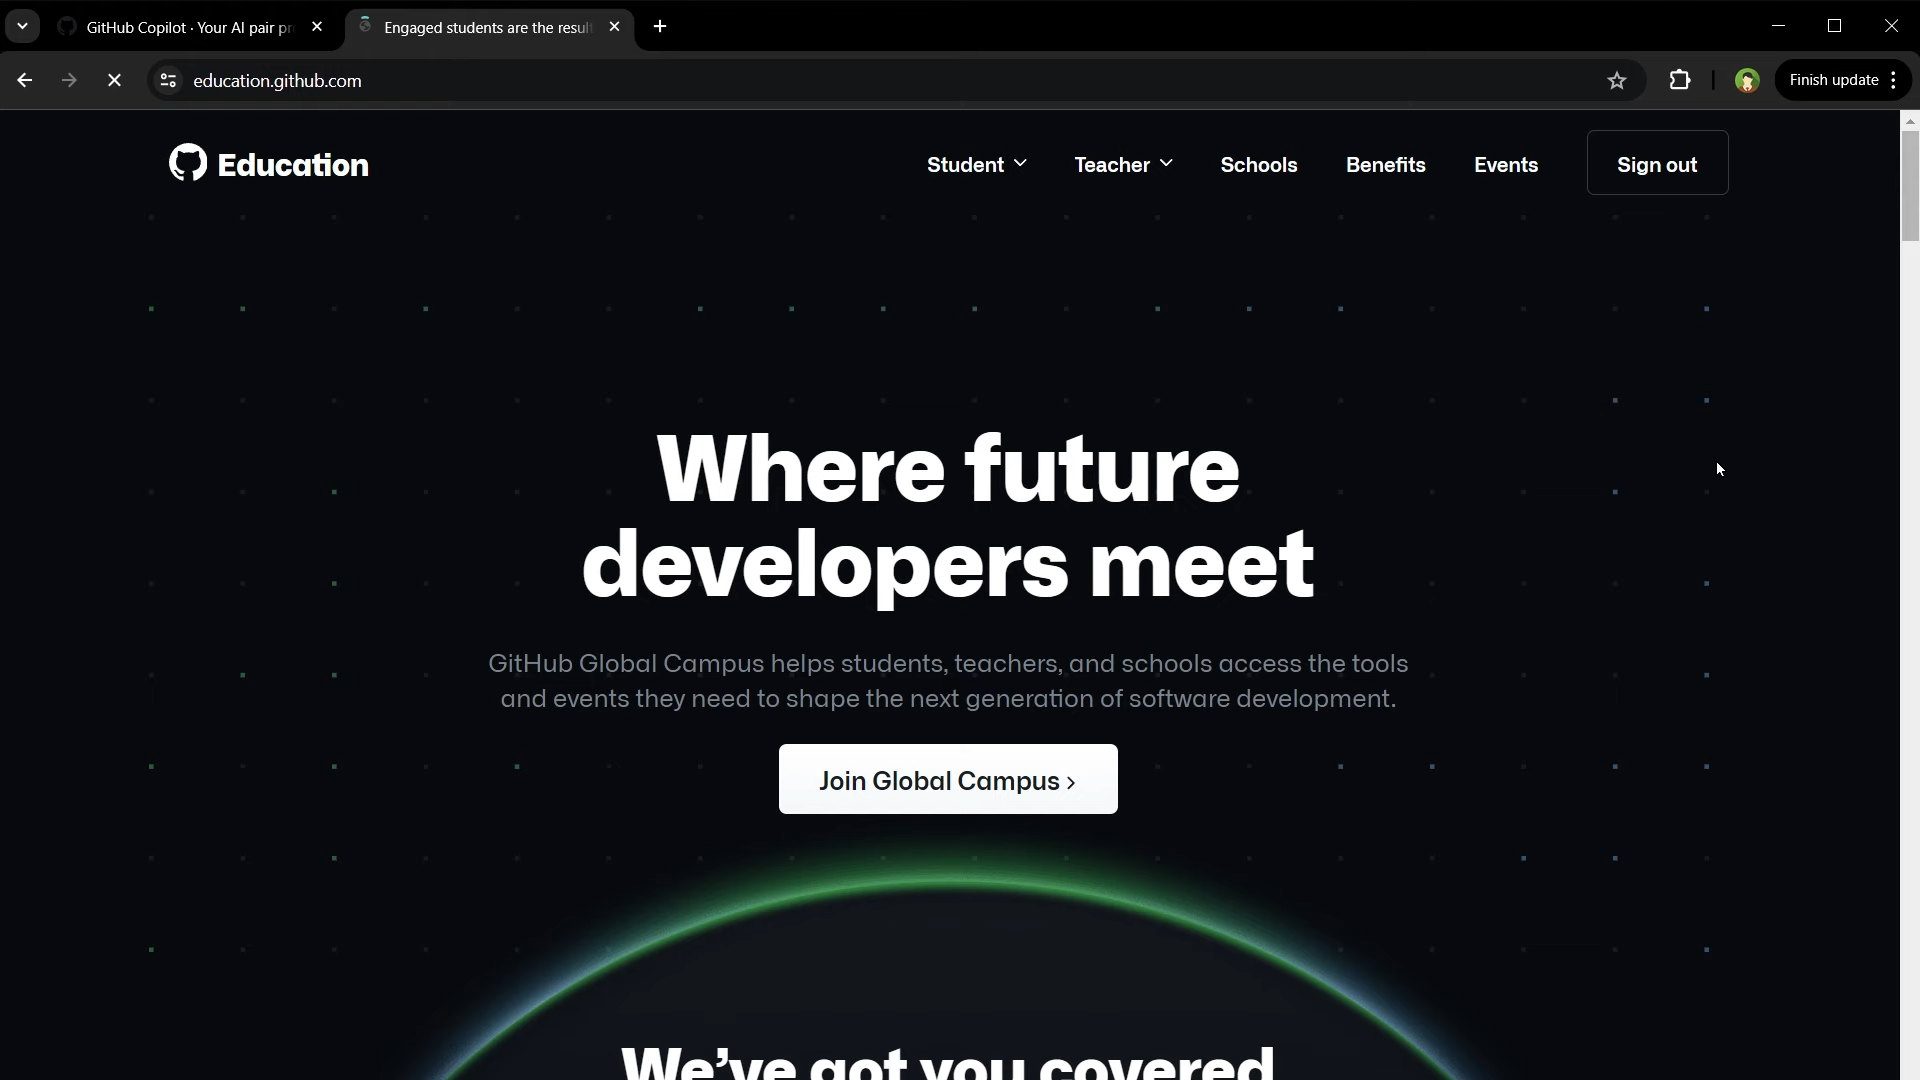 GitHub Copilot · Your AI pair pr
Engaged students are the resul
education.github.com
Finish update
Education
Student
Teacher
Schools
Benefits
Events
Sign out
Where future
developers meet
GitHub Global Campus helps students, teachers, and schools access the tools
and events they need to shape the next generation of software development.
Join Global Campus ›
We’ve got you covered